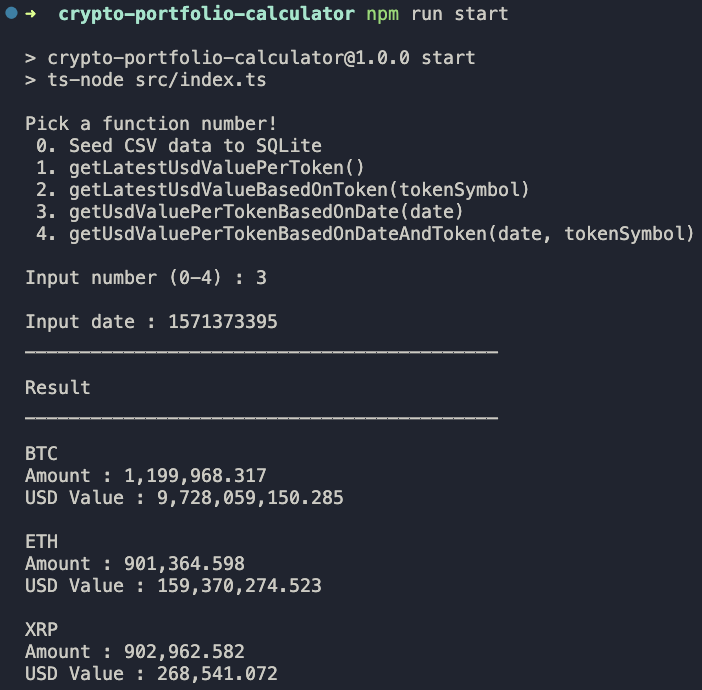 ➜ crypto-portfolio-calculator npm run start
> crypto-portfolio-calculator@1.0.0 start
> ts-node src/index.ts
Pick a function number!
0. Seed CSV data to SQLite
1. getLatestUsdValuePerToken()
2. getLatestUsdValueBasedOnToken(tokenSymbol)
3. getUsdValuePerTokenBasedOnDate(date)
4. getUsdValuePerTokenBasedOnDateAndToken(date, tokenSymbol)
Input number (0-4) : 3
Input date : 1571373395
___________________________________________
Result
___________________________________________
BTC
Amount : 1,199,968.317
USD Value : 9,728,059,150.285
ETH
Amount : 901,364.598
USD Value : 159,370,274.523
XRP
Amount : 902,962.582
USD Value : 268,541.072